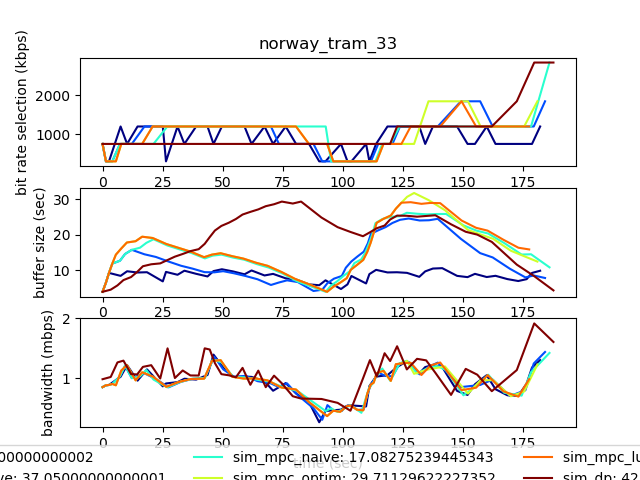 norway_tram_33
bit rate selection (kbps)
2000
1000
0 25 50 75 100 125 150 175
buffer size (sec)
30
20
10
0 25 50 75 100 125 150 175
bandwidth (mbps)
2
1
0 25 50 75 100 125 150 175
time (sec)
00000000000002 sim_mpc_naive: 17.08275239445343 sim_mpc_lu
ve: 37.05000000000001 sim_mpc_optim: 29.71129622227352 sim_dp: 42